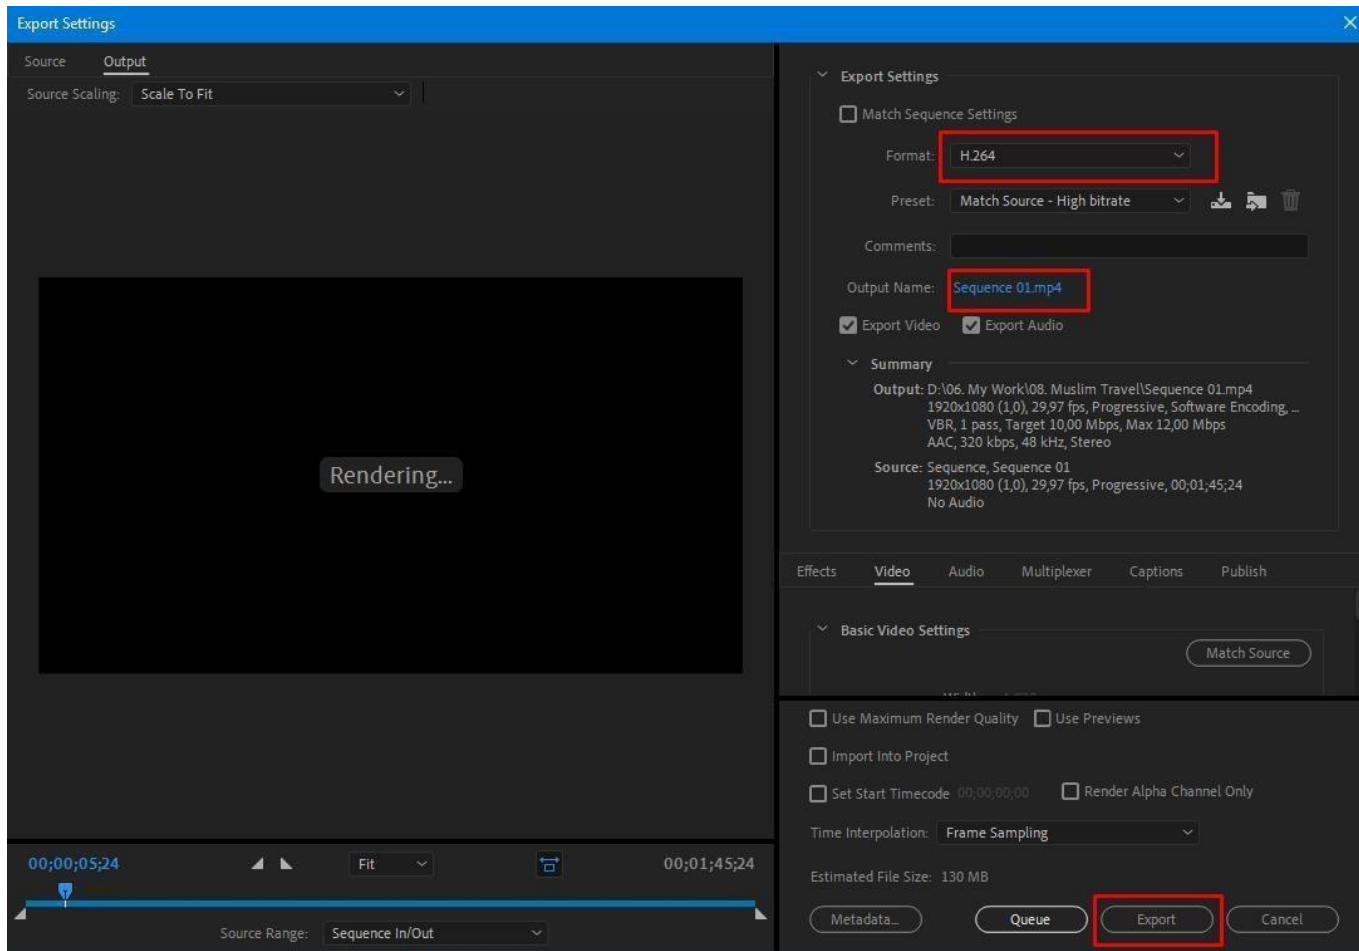 Export Settings
Source Output
Source Scaling: Scale To Fit
Rendering...
00;00;05;24 Fit 00;01;45;24
Source Range: Sequence In/Out
Export Settings
Match Sequence Settings
Format: H.264
Preset: Match Source - High bitrate
Comments:
Output Name: Sequence 01.mp4
Export Video Export Audio
Summary
Output: D:\06. My Work\08. Muslim Travel\Sequence 01.mp4
1920x1080 (1,0), 29,97 fps, Progressive, Software Encoding, ...
VBR, 1 pass, Target 10,00 Mbps, Max 12,00 Mbps
AAC, 320 kbps, 48 kHz, Stereo
Source: Sequence, Sequence 01
1920x1080 (1,0), 29,97 fps, Progressive, 00;01;45;24
No Audio
Effects Video Audio Multiplexer Captions Publish
Basic Video Settings
Match Source
Use Maximum Render Quality Use Previews
Import Into Project
Set Start Timecode 00;00;00;00 Render Alpha Channel Only
Time Interpolation: Frame Sampling
Estimated File Size: 130 MB
Metadata... Queue Export Cancel